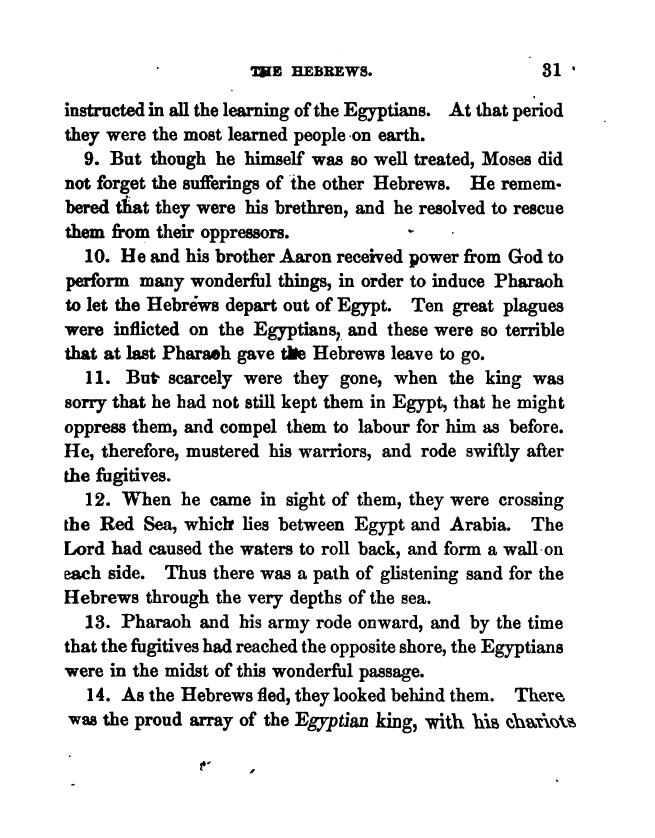 THE HEBREWS. 31
instructed in all the learning of the Egyptians. At that period
they were the most learned people on earth.
9. But though he himself was so well treated, Moses did
not forget the sufferings of the other Hebrews. He remem-
bered that they were his brethren, and he resolved to rescue
them from their oppressors.
10. He and his brother Aaron received power from God to
perform many wonderful things, in order to induce Pharaoh
to let the Hebrews depart out of Egypt. Ten great plagues
were inflicted on the Egyptians, and these were so terrible
that at last Pharaoh gave the Hebrews leave to go.
11. But scarcely were they gone, when the king was
sorry that he had not still kept them in Egypt, that he might
oppress them, and compel them to labour for him as before.
He, therefore, mustered his warriors, and rode swiftly after
the fugitives.
12. When he came in sight of them, they were crossing
the Red Sea, which lies between Egypt and Arabia. The
Lord had caused the waters to roll back, and form a wall on
each side. Thus there was a path of glistening sand for the
Hebrews through the very depths of the sea.
13. Pharaoh and his army rode onward, and by the time
that the fugitives had reached the opposite shore, the Egyptians
were in the midst of this wonderful passage.
14. As the Hebrews fled, they looked behind them. There
was the proud array of the Egyptian king, with his chariots